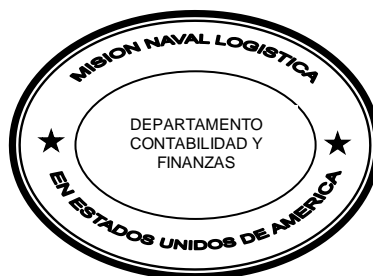 MISION NAVAL LOGISTICA
DEPARTAMENTO
CONTABILIDAD Y
FINANZAS
EN ESTADOS UNIDOS DE AMERICA